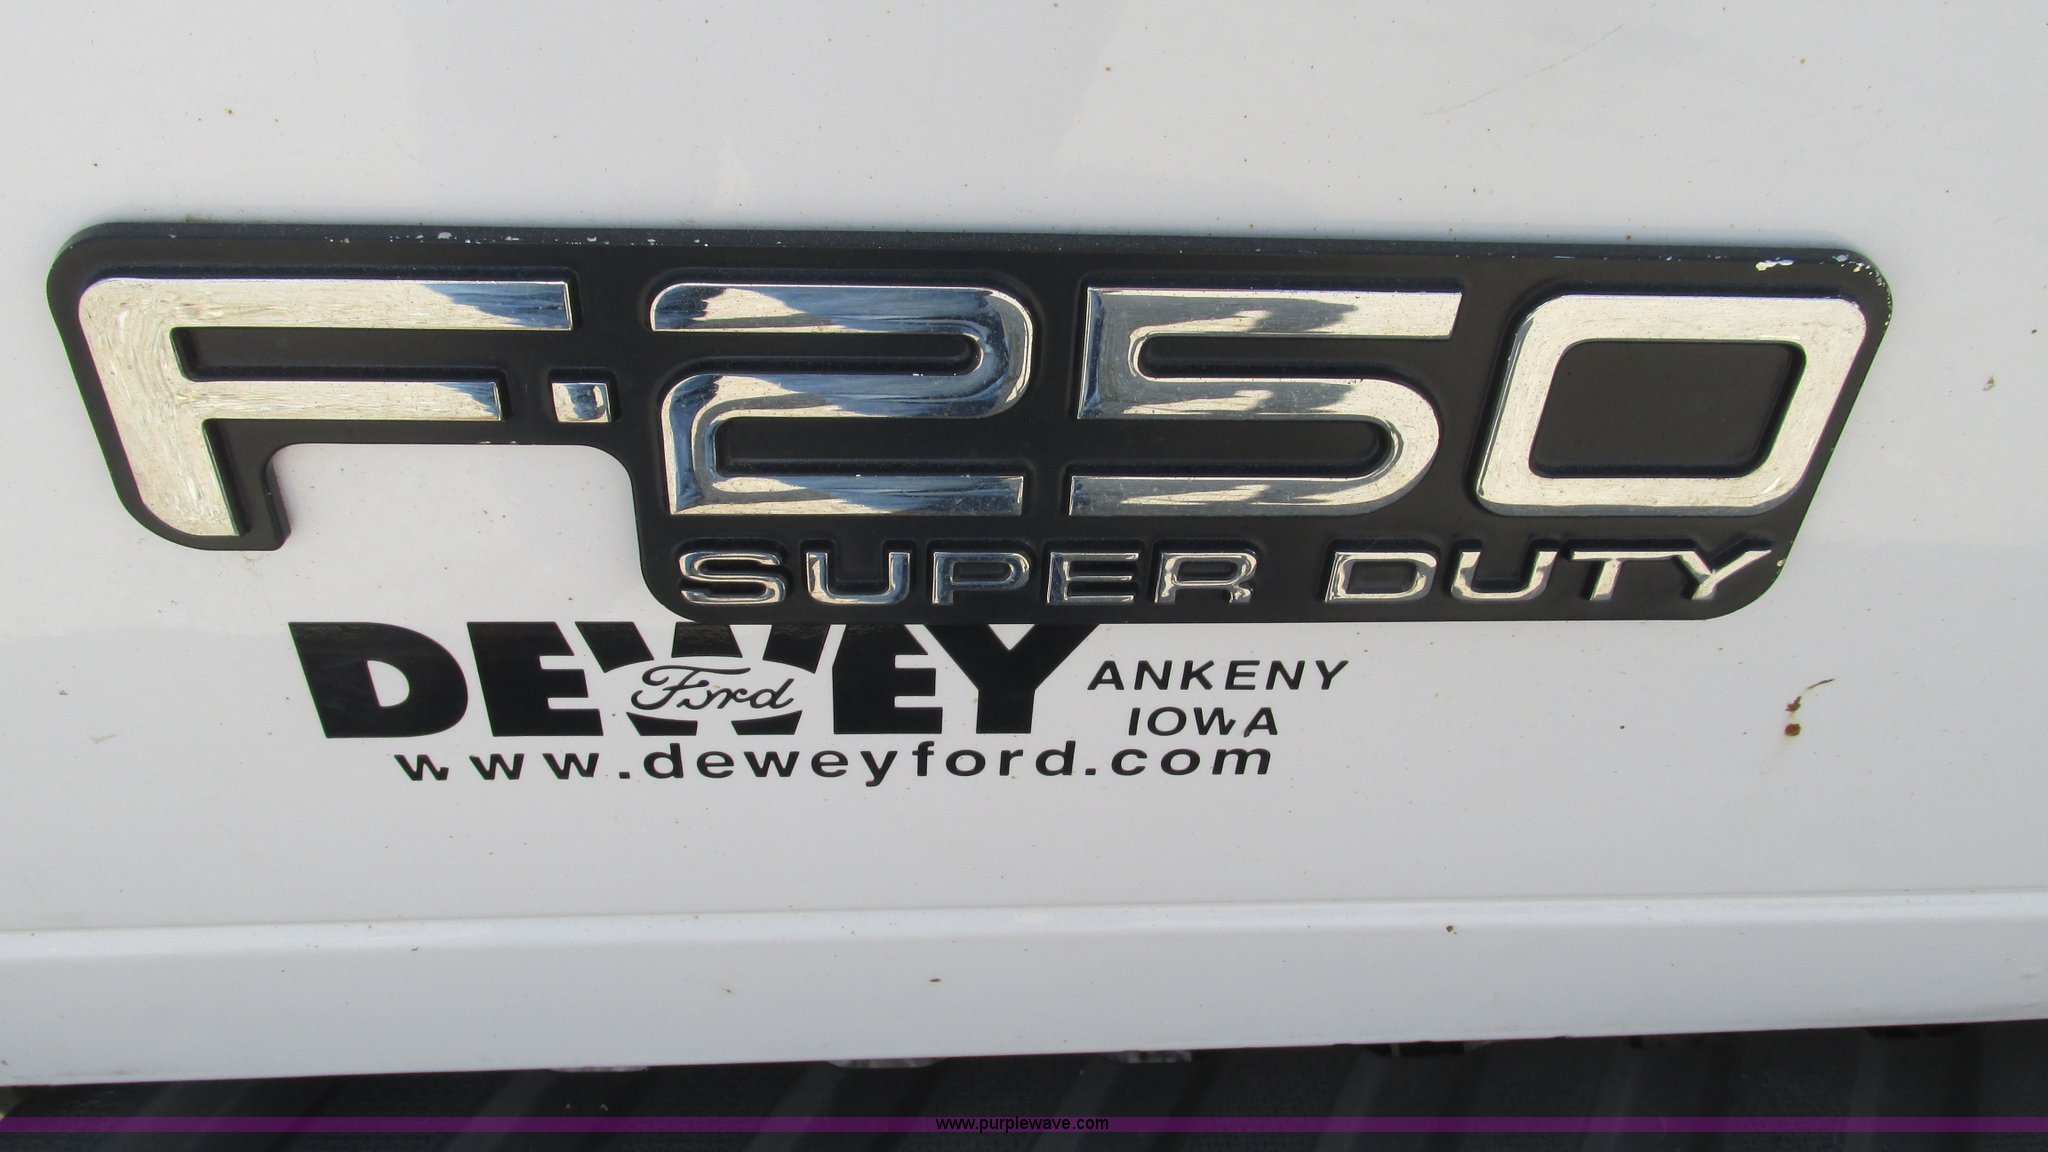 F-250
SUPER DUTY
DEWEY
Ford
ANKENY
IOWA
www.deweyford.com
www.purplewave.com